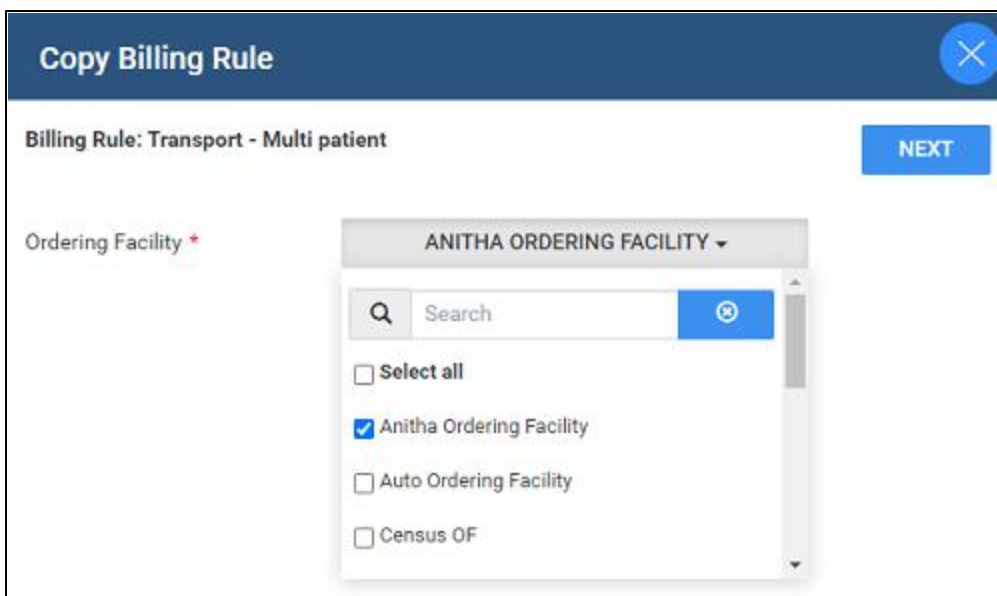 Copy Billing Rule
Billing Rule: Transport - Multi patient
NEXT
Ordering Facility *
ANITHA ORDERING FACILITY
Search
Select all
Anitha Ordering Facility
Auto Ordering Facility
Census OF